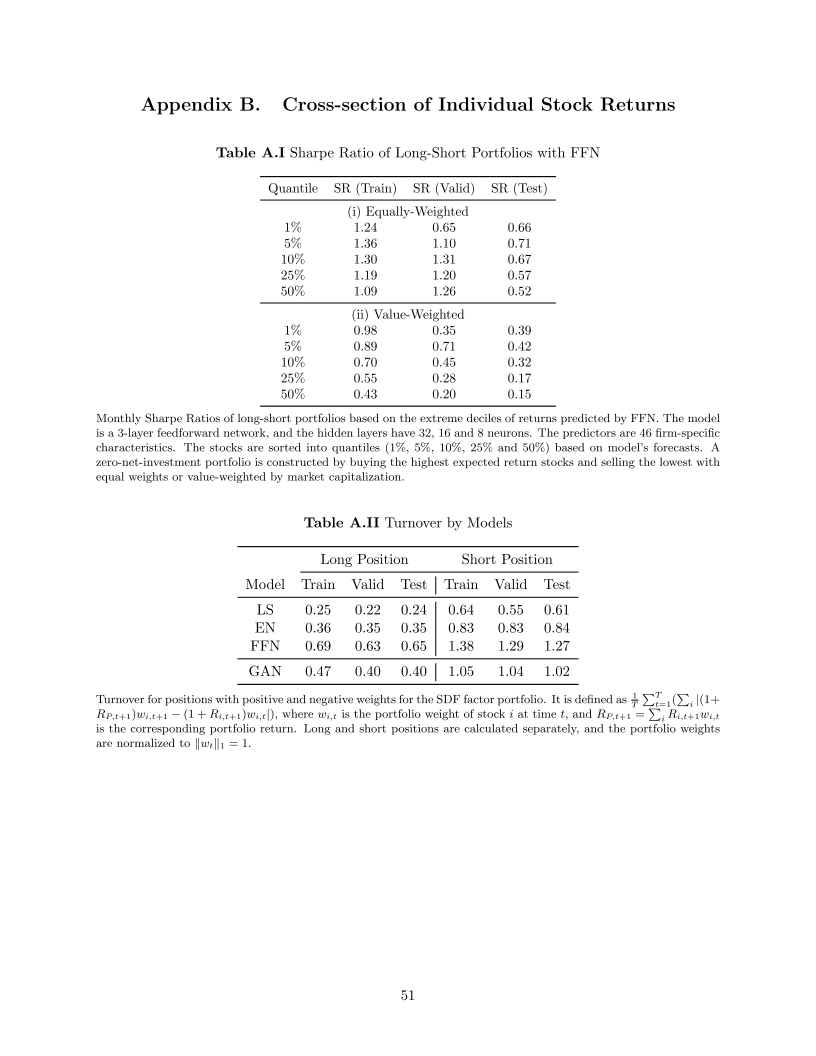 Appendix B. Cross-section of Individual Stock Returns
Table A.I Sharpe Ratio of Long-Short Portfolios with FFN
Quantile SR (Train) SR (Valid) SR (Test)
(i) Equally-Weighted
1% 1.24 0.65 0.66
5% 1.36 1.10 0.71
10% 1.30 1.31 0.67
25% 1.19 1.20 0.57
50% 1.09 1.26 0.52
(ii) Value-Weighted
1% 0.98 0.35 0.39
5% 0.89 0.71 0.42
10% 0.70 0.45 0.32
25% 0.55 0.28 0.17
50% 0.43 0.20 0.15
Monthly Sharpe Ratios of long-short portfolios based on the extreme deciles of returns predicted by FFN. The model
is a 3-layer feedforward network, and the hidden layers have 32, 16 and 8 neurons. The predictors are 46 firm-specific
characteristics. The stocks are sorted into quantiles (1%, 5%, 10%, 25% and 50%) based on model's forecasts. A
zero-net-investment portfolio is constructed by buying the highest expected return stocks and selling the lowest with
equal weights or value-weighted by market capitalization.
Table A.II Turnover by Models
Long Position Short Position
Model Train Valid Test Train Valid Test
LS 0.25 0.22 0.24 0.64 0.55 0.61
EN 0.36 0.35 0.35 0.83 0.83 0.84
FFN 0.69 0.63 0.65 1.38 1.29 1.27
GAN 0.47 0.40 0.40 1.05 1.04 1.02
Turnover for positions with positive and negative weights for the SDF factor portfolio. It is defined as 1/T ∑_{t=1}^{T}(∑_i |(1+
R_{P,t+1})w_{i,t+1} − (1 + R_{i,t+1})w_{i,t}|), where w_{i,t} is the portfolio weight of stock i at time t, and R_{P,t+1} = ∑_i R_{i,t+1}w_{i,t}
is the corresponding portfolio return. Long and short positions are calculated separately, and the portfolio weights
are normalized to ‖w_t‖_1 = 1.
51